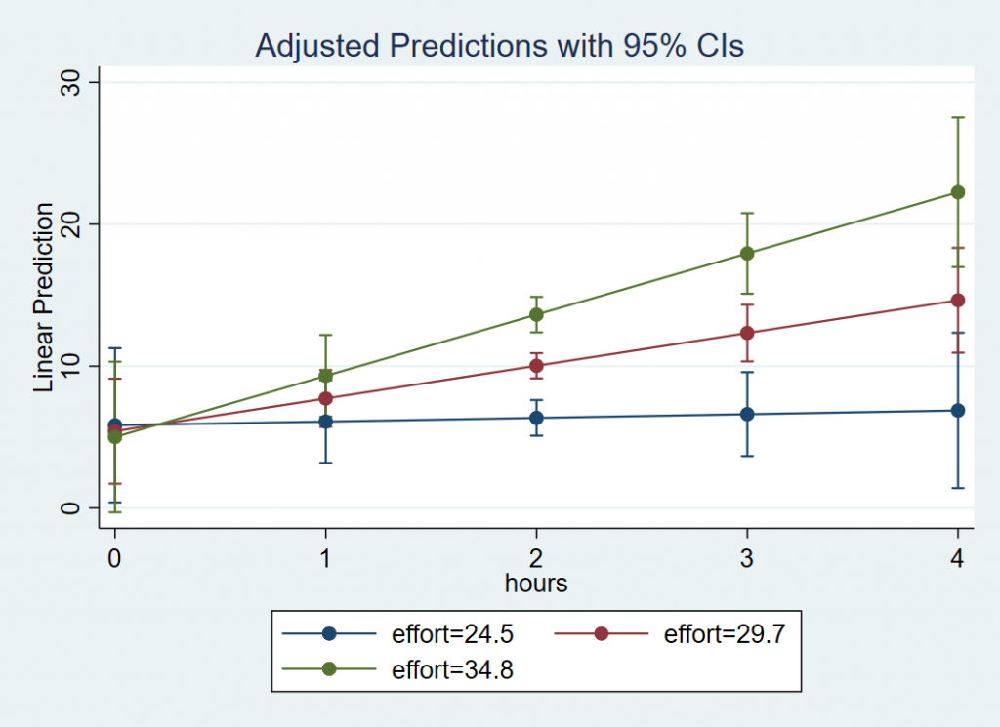 Adjusted Predictions with 95% CIs
30
20
10
0
Linear Prediction
0 1 2 3 4
hours
effort=24.5 effort=29.7
effort=34.8